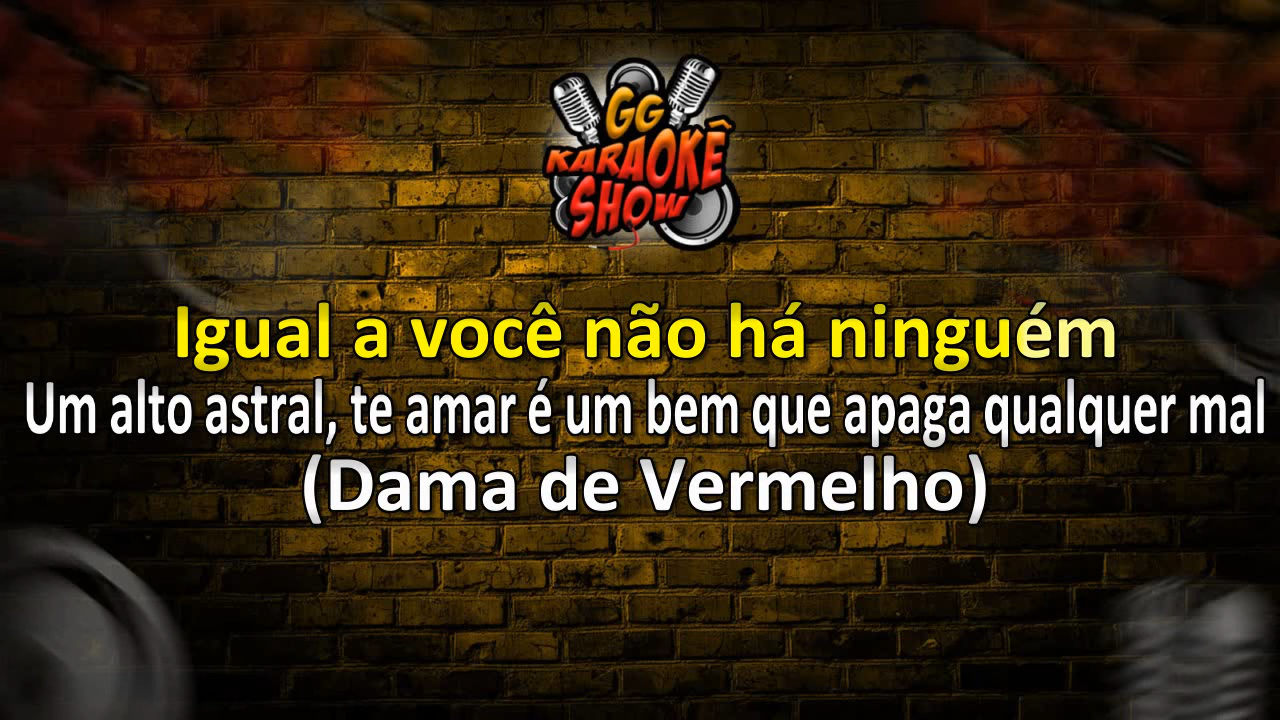 GG
KARAOKÊ
SHOW
Igual a você não há ninguém
Um alto astral, te amar é um bem que apaga qualquer mal
(Dama de Vermelho)